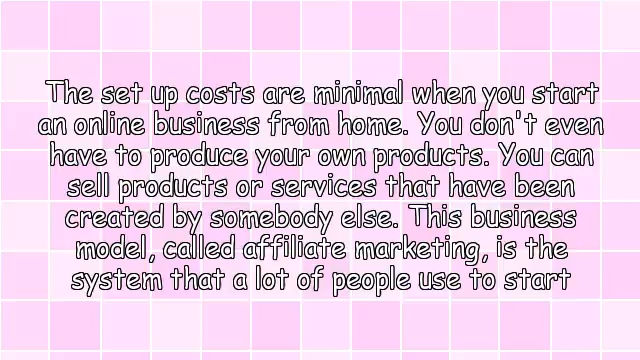 The set up costs are minimal when you start
an online business from home. You don't even
have to produce your own products. You can
sell products or services that have been
created by somebody else. This business
model, called affiliate marketing, is the
system that a lot of people use to start